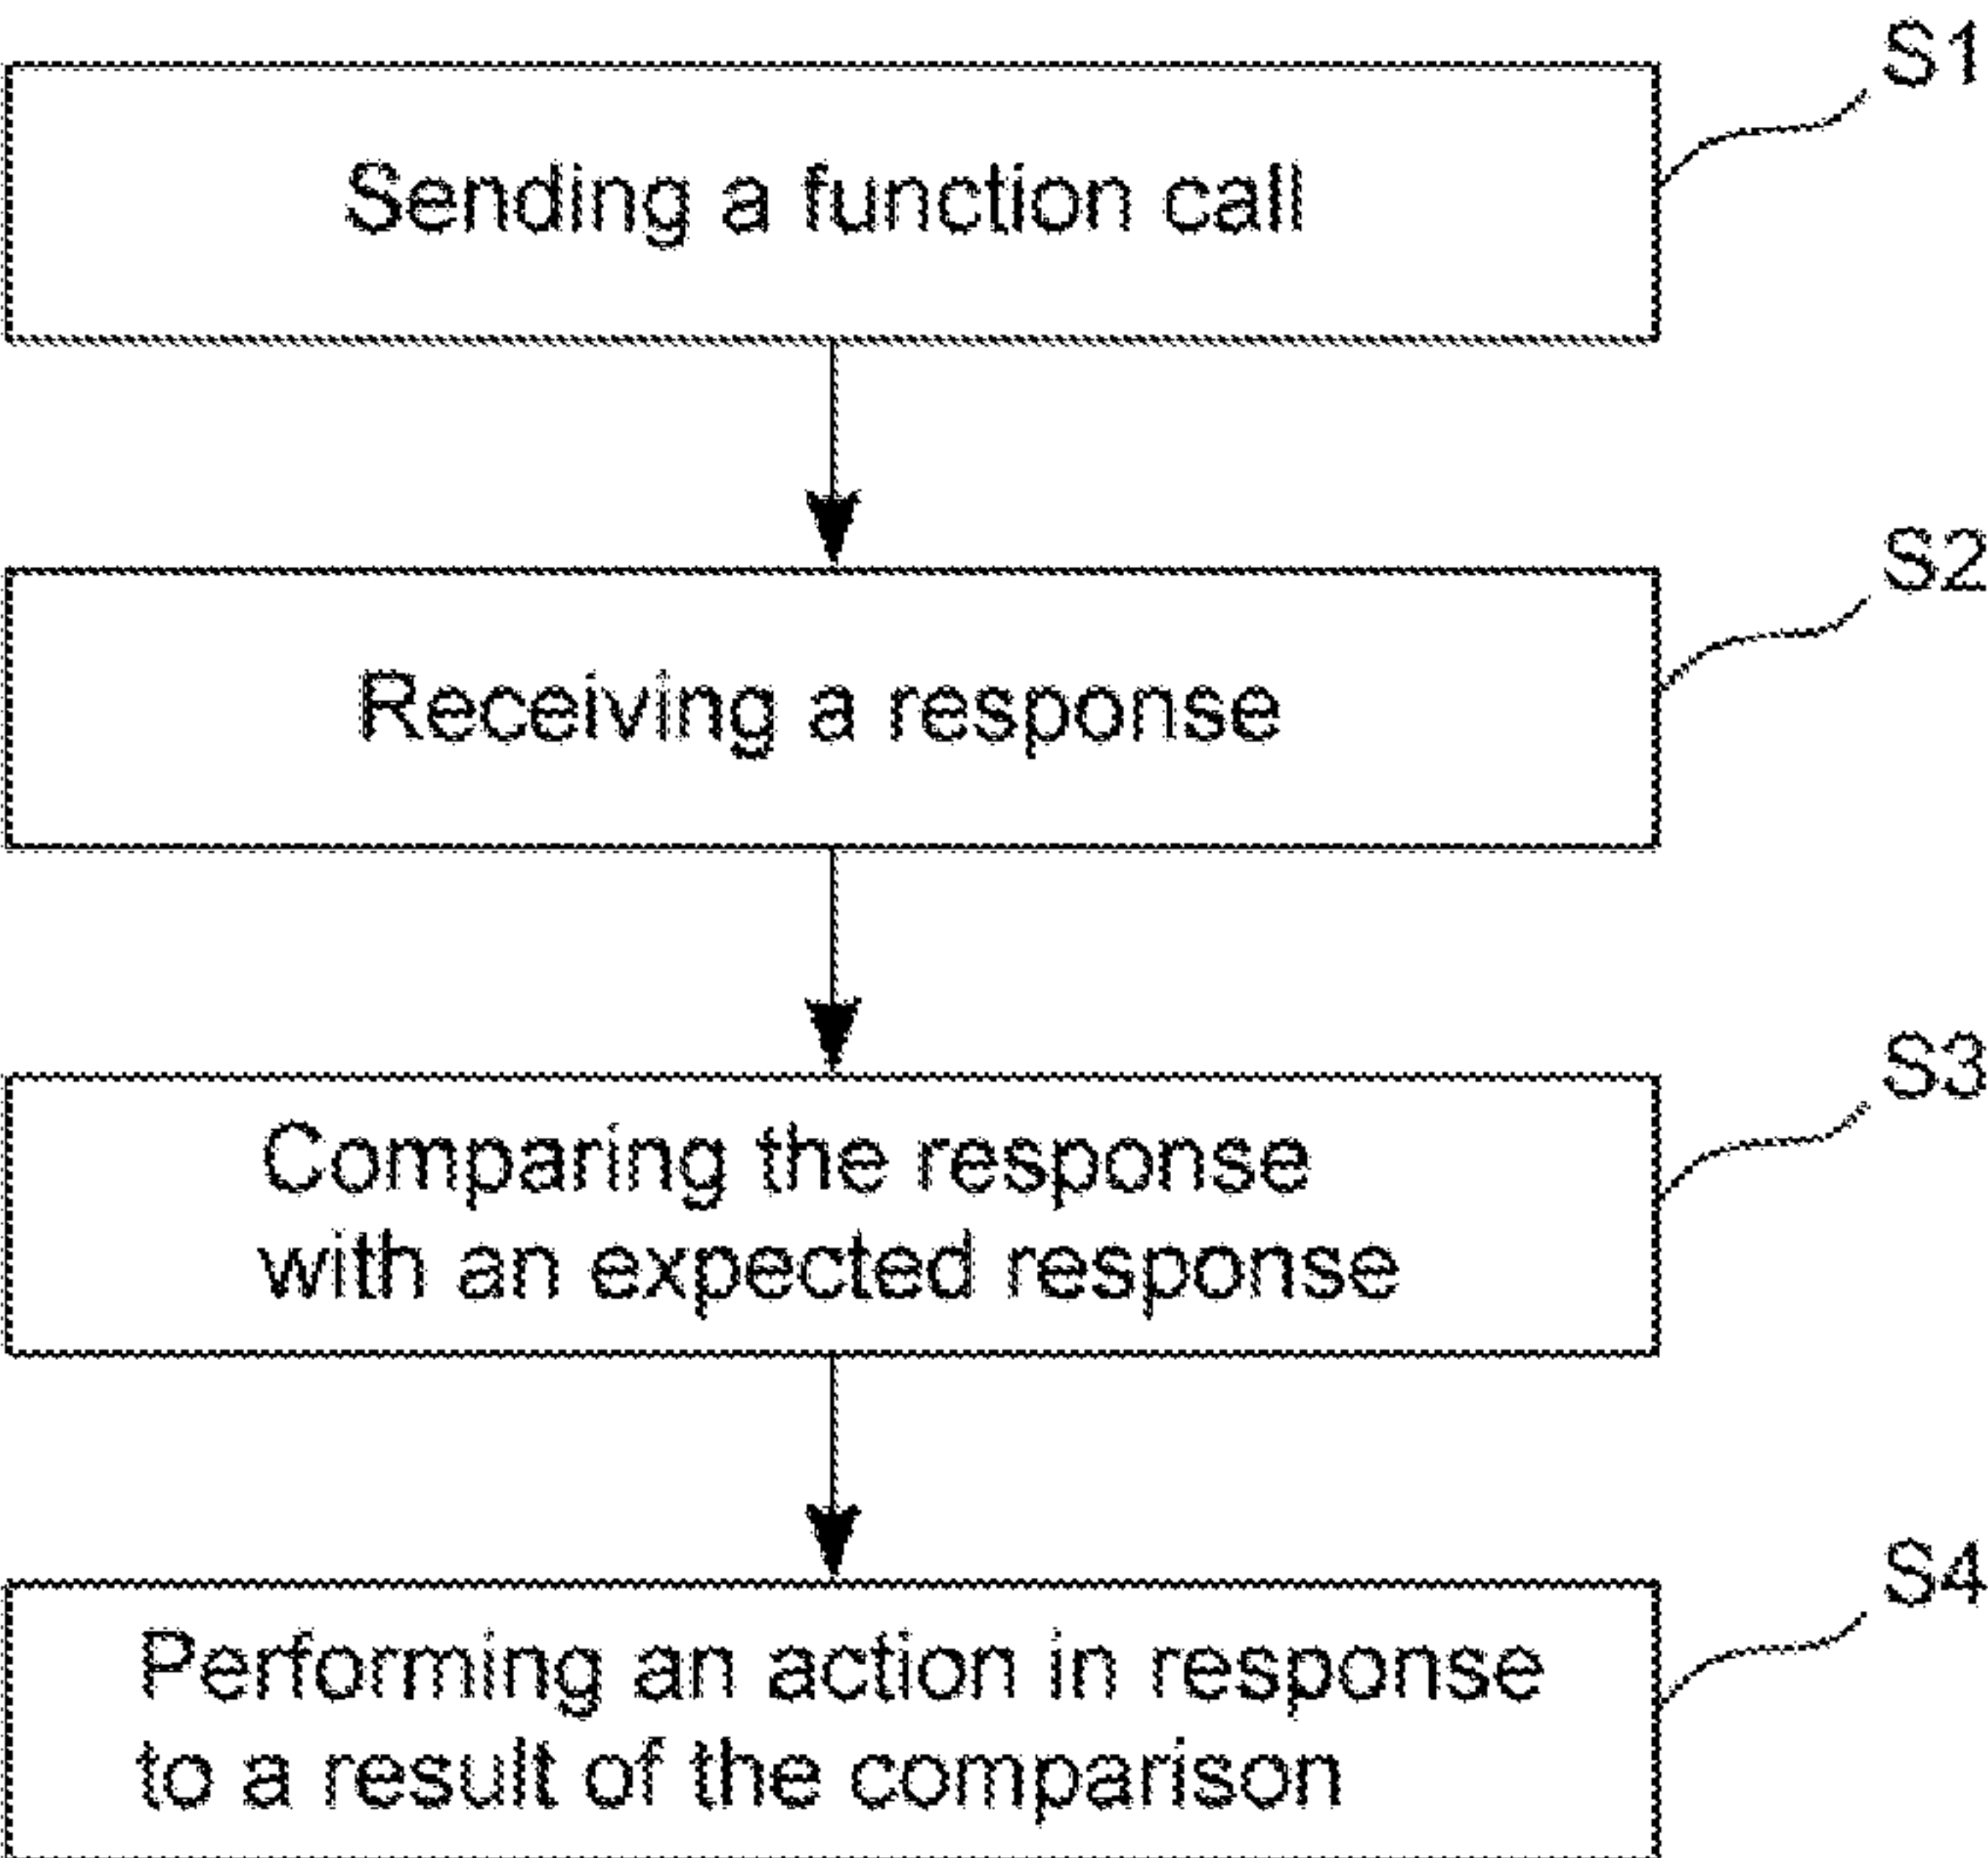 S1
Sending a function call
S2
Receiving a response
S3
Comparing the response
with an expected response
S4
Performing an action in response
to a result of the comparison